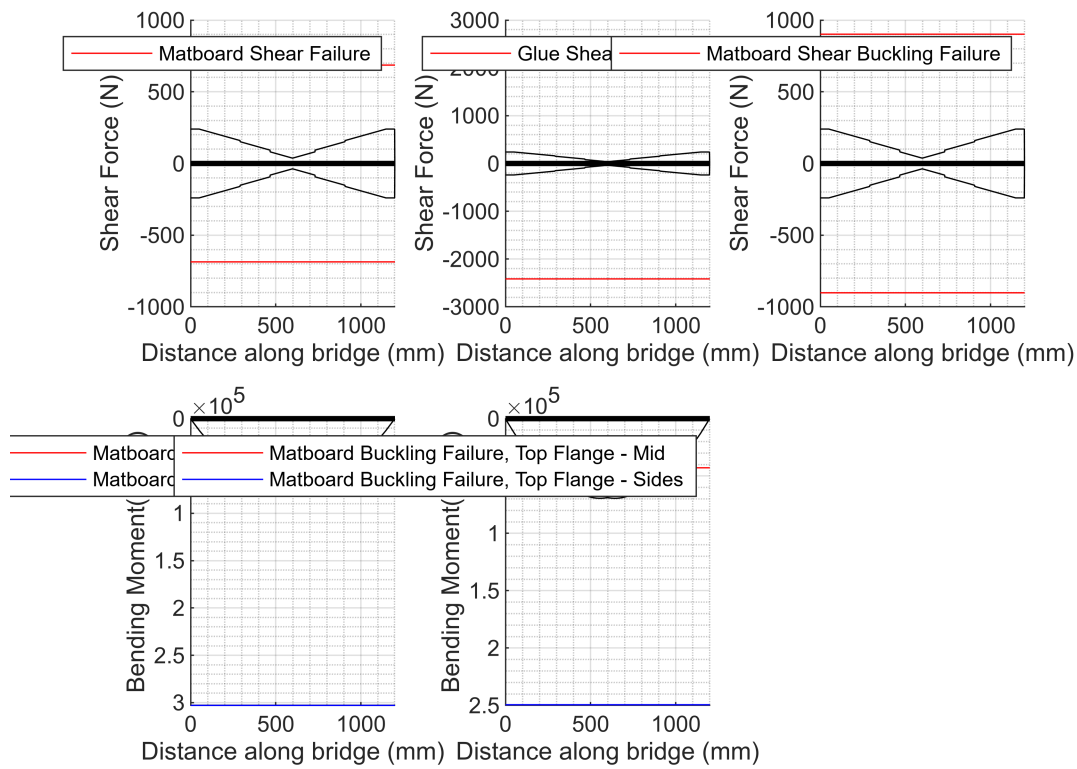 1000
500
0
-500
-1000
Shear Force (N)
Matboard Shear Failure
0 500 1000
Distance along bridge (mm)
3000
2000
1000
0
-1000
-2000
-3000
Shear Force (N)
Glue
0 500 1000
Distance along bridge (mm)
1000
500
0
-500
-1000
Shear Force (N)
Matboard Shear Buckling Failure
0 500 1000
Distance along bridge (mm)
×10^5
0
1
1.5
2
2.5
3
Bending Moment(
Matboard
Matboard
0 500 1000
Distance along bridge (mm)
×10^5
1
1.5
2
2.5
Bending Moment(
Matboard Buckling Failure, Top Flange - Mid
Matboard Buckling Failure, Top Flange - Sides
0 500 1000
Distance along bridge (mm)